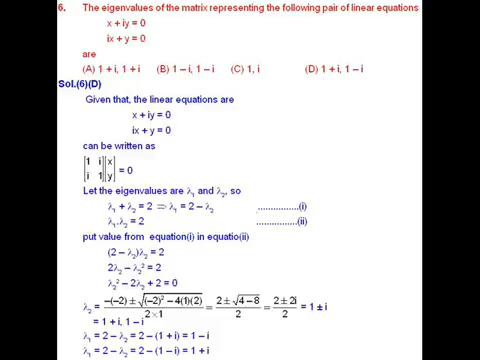 6. The eigenvalues of the matrix representing the following pair of linear equations
x + iy = 0
ix + y = 0
are
(A) 1 + i, 1 + i (B) 1 – i, 1 – i (C) 1, i (D) 1 + i, 1 – i
Sol.(6)(D)
Given that, the linear equations are
x + iy = 0
ix + y = 0
can be written as
[1 i][x]
[i 1][y] = 0
Let the eigenvalues are λ₁ and λ₂, so
λ₁ + λ₂ = 2 ⇒ λ₁ = 2 – λ₂ ................(i)
λ₁.λ₂ = 2 ................(ii)
put value from equation(i) in equatio(ii)
(2 – λ₂)λ₂ = 2
2λ₂ – λ₂² = 2
λ₂² – 2λ₂ + 2 = 0
λ₂ = (–(–2) ± √((–2)² – 4(1)(2))) / (2×1) = (2 ± √(4 – 8)) / 2 = (2 ± 2i) / 2 = 1 ± i
= 1 + i, 1 – i
λ₁ = 2 – λ₂ = 2 – (1 + i) = 1 – i
λ₁ = 2 – λ₂ = 2 – (1 – i) = 1 + i